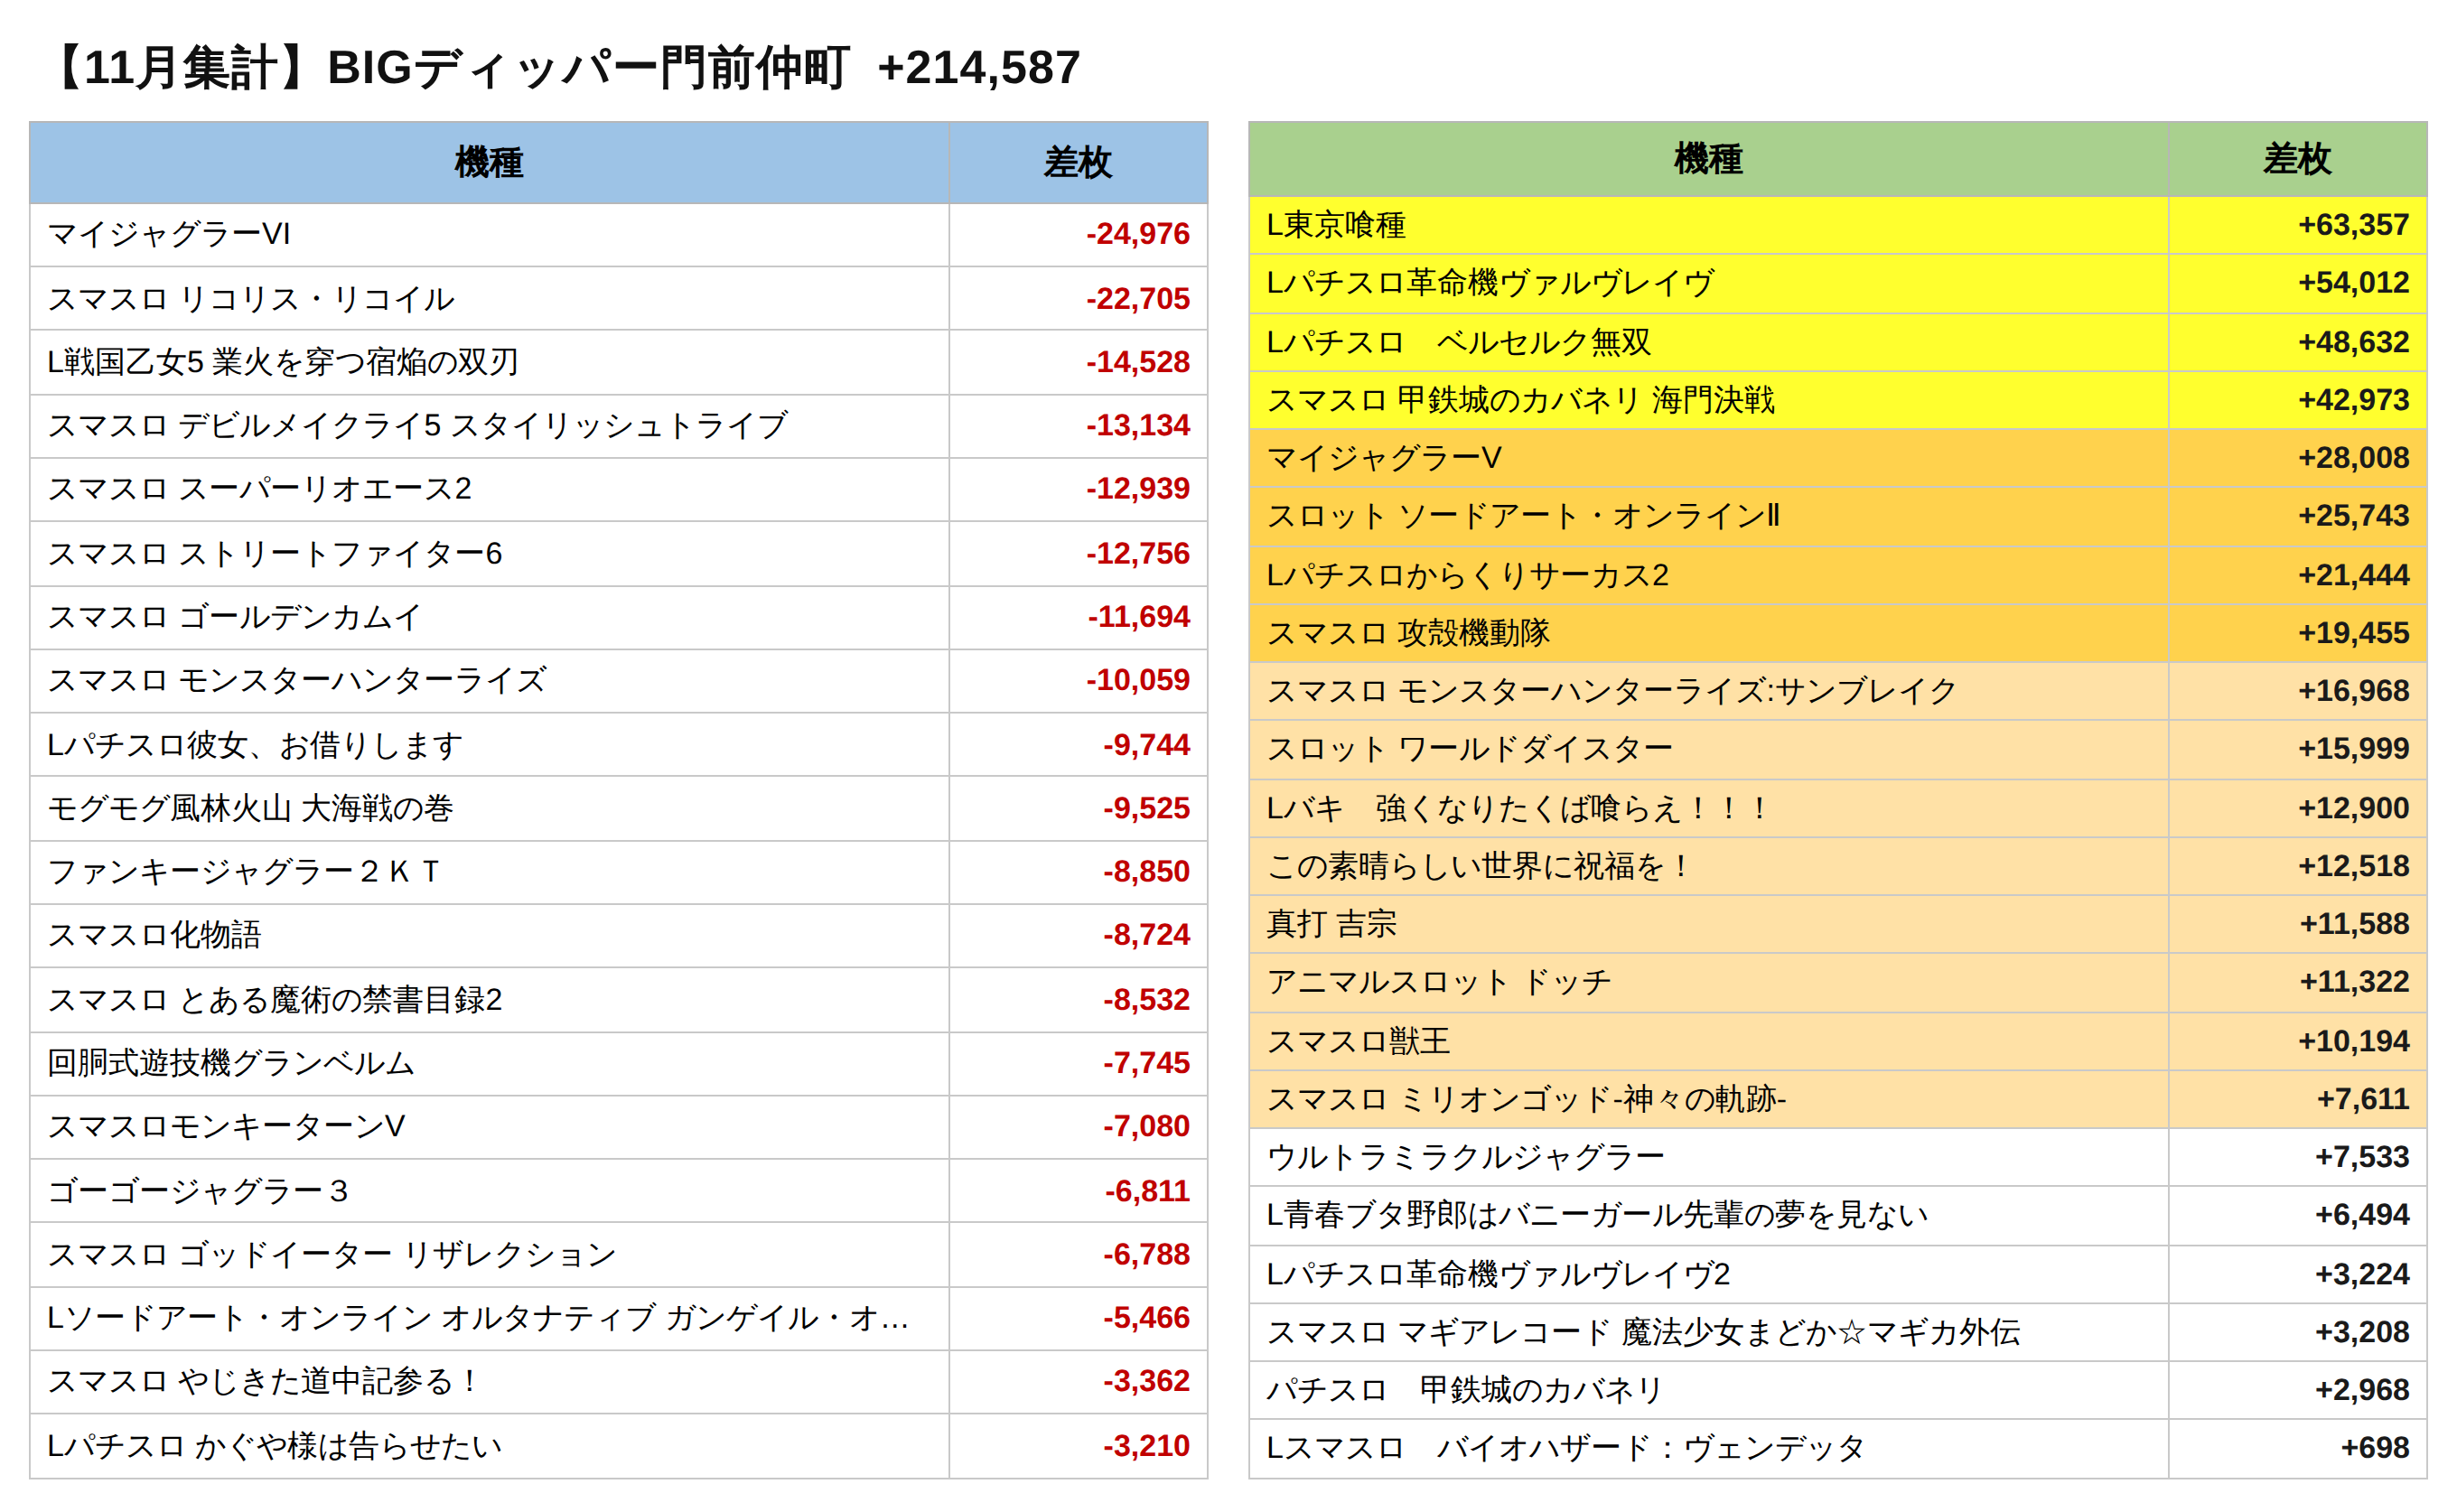 【11月集計】BIGディッパー門前仲町 +214,587
機種 差枚
マイジャグラーVI -24,976
スマスロ リコリス・リコイル -22,705
L戦国乙女5 業火を穿つ宿焔の双刃 -14,528
スマスロ デビルメイクライ5 スタイリッシュトライブ -13,134
スマスロ スーパーリオエース2 -12,939
スマスロ ストリートファイター6 -12,756
スマスロ ゴールデンカムイ -11,694
スマスロ モンスターハンターライズ -10,059
Lパチスロ彼女、お借りします -9,744
モグモグ風林火山 大海戦の巻 -9,525
ファンキージャグラー２ＫＴ -8,850
スマスロ化物語 -8,724
スマスロ とある魔術の禁書目録2 -8,532
回胴式遊技機グランベルム -7,745
スマスロモンキーターンV -7,080
ゴーゴージャグラー３ -6,811
スマスロ ゴッドイーター リザレクション -6,788
Lソードアート・オンライン オルタナティブ ガンゲイル・オ… -5,466
スマスロ やじきた道中記参る！ -3,362
Lパチスロ かぐや様は告らせたい -3,210
機種 差枚
L東京喰種 +63,357
Lパチスロ革命機ヴァルヴレイヴ +54,012
Lパチスロ　ベルセルク無双 +48,632
スマスロ 甲鉄城のカバネリ 海門決戦 +42,973
マイジャグラーV +28,008
スロット ソードアート・オンラインⅡ +25,743
Lパチスロからくりサーカス2 +21,444
スマスロ 攻殻機動隊 +19,455
スマスロ モンスターハンターライズ:サンブレイク +16,968
スロット ワールドダイスター +15,999
Lバキ　強くなりたくば喰らえ！！！ +12,900
この素晴らしい世界に祝福を！ +12,518
真打 吉宗 +11,588
アニマルスロット ドッチ +11,322
スマスロ獣王 +10,194
スマスロ ミリオンゴッド-神々の軌跡- +7,611
ウルトラミラクルジャグラー +7,533
L青春ブタ野郎はバニーガール先輩の夢を見ない +6,494
Lパチスロ革命機ヴァルヴレイヴ2 +3,224
スマスロ マギアレコード 魔法少女まどか☆マギカ外伝 +3,208
パチスロ　甲鉄城のカバネリ +2,968
Lスマスロ　バイオハザード：ヴェンデッタ +698